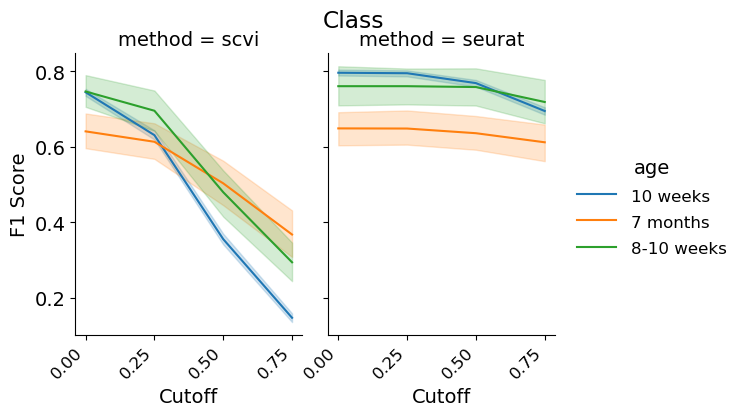 Class
method = scvi
method = seurat
F1 Score
0.8
0.6
0.4
0.2
0.00
0.25
0.50
0.75
0.00
0.25
0.50
0.75
Cutoff
Cutoff
age
10 weeks
7 months
8-10 weeks